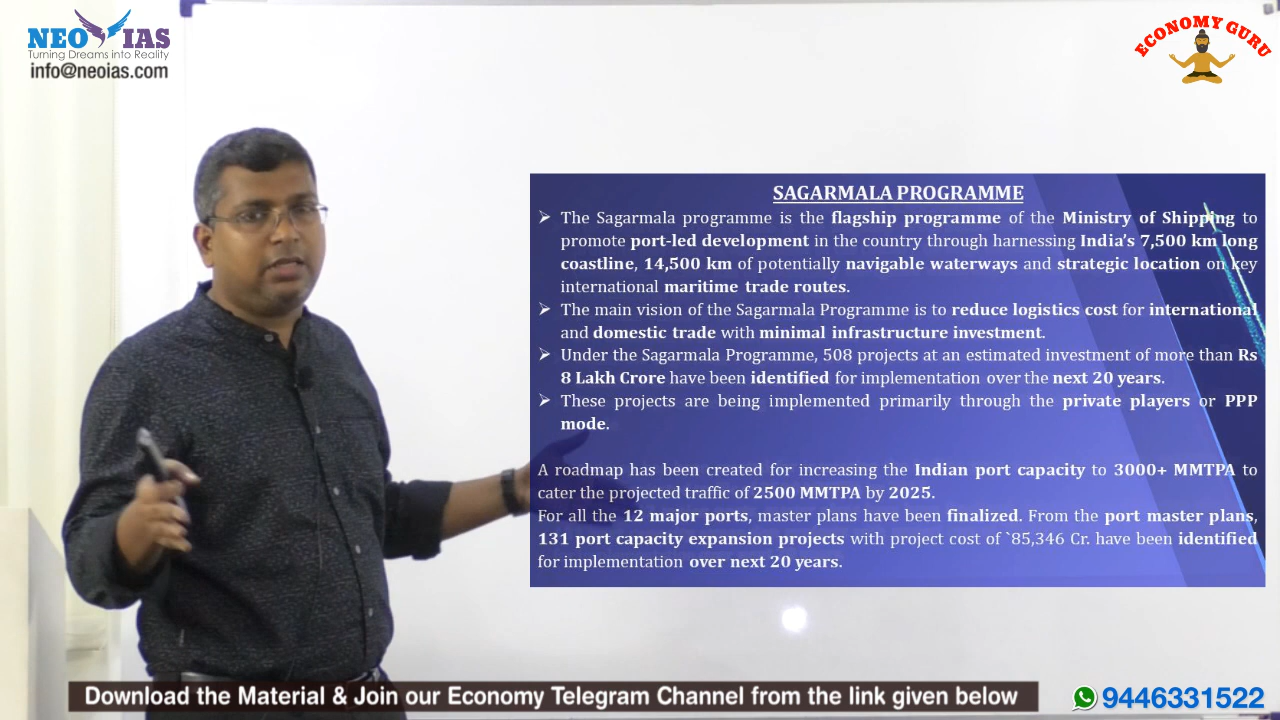 NEO IAS
Turning Dreams into Reality
info@neoias.com
ECONOMY GURU
SAGARMALA PROGRAMME
➢ The Sagarmala programme is the flagship programme of the Ministry of Shipping to
promote port-led development in the country through harnessing India's 7,500 km long
coastline, 14,500 km of potentially navigable waterways and strategic location on key
international maritime trade routes.
➢ The main vision of the Sagarmala Programme is to reduce logistics cost for international
and domestic trade with minimal infrastructure investment.
➢ Under the Sagarmala Programme, 508 projects at an estimated investment of more than Rs
8 Lakh Crore have been identified for implementation over the next 20 years.
➢ These projects are being implemented primarily through the private players or PPP
mode.
A roadmap has been created for increasing the Indian port capacity to 3000+ MMTPA to
cater the projected traffic of 2500 MMTPA by 2025.
For all the 12 major ports, master plans have been finalized. From the port master plans,
131 port capacity expansion projects with project cost of `85,346 Cr. have been identified
for implementation over next 20 years.
Download the Material & Join our Economy Telegram Channel from the link given below
9446331522